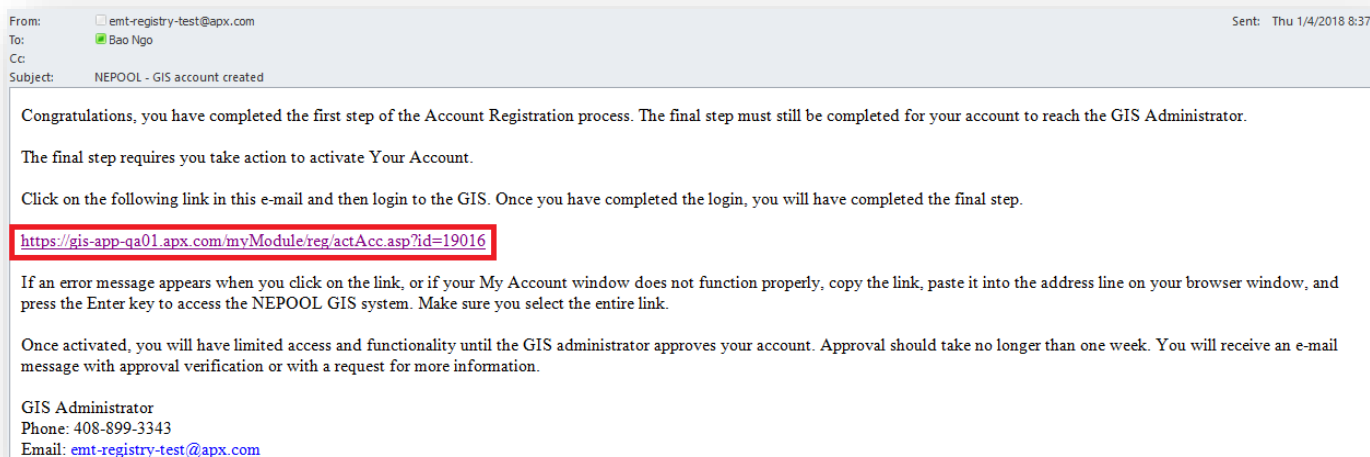 From: emt-registry-test@apx.com Sent: Thu 1/4/2018 8:37
To: Bao Ngo
Cc:
Subject: NEPOOL - GIS account created
Congratulations, you have completed the first step of the Account Registration process. The final step must still be completed for your account to reach the GIS Administrator.
The final step requires you take action to activate Your Account.
Click on the following link in this e-mail and then login to the GIS. Once you have completed the login, you will have completed the final step.
https://gis-app-qa01.apx.com/myModule/reg/actAcc.asp?id=19016
If an error message appears when you click on the link, or if your My Account window does not function properly, copy the link, paste it into the address line on your browser window, and
press the Enter key to access the NEPOOL GIS system. Make sure you select the entire link.
Once activated, you will have limited access and functionality until the GIS administrator approves your account. Approval should take no longer than one week. You will receive an e-mail
message with approval verification or with a request for more information.
GIS Administrator
Phone: 408-899-3343
Email: emt-registry-test@apx.com